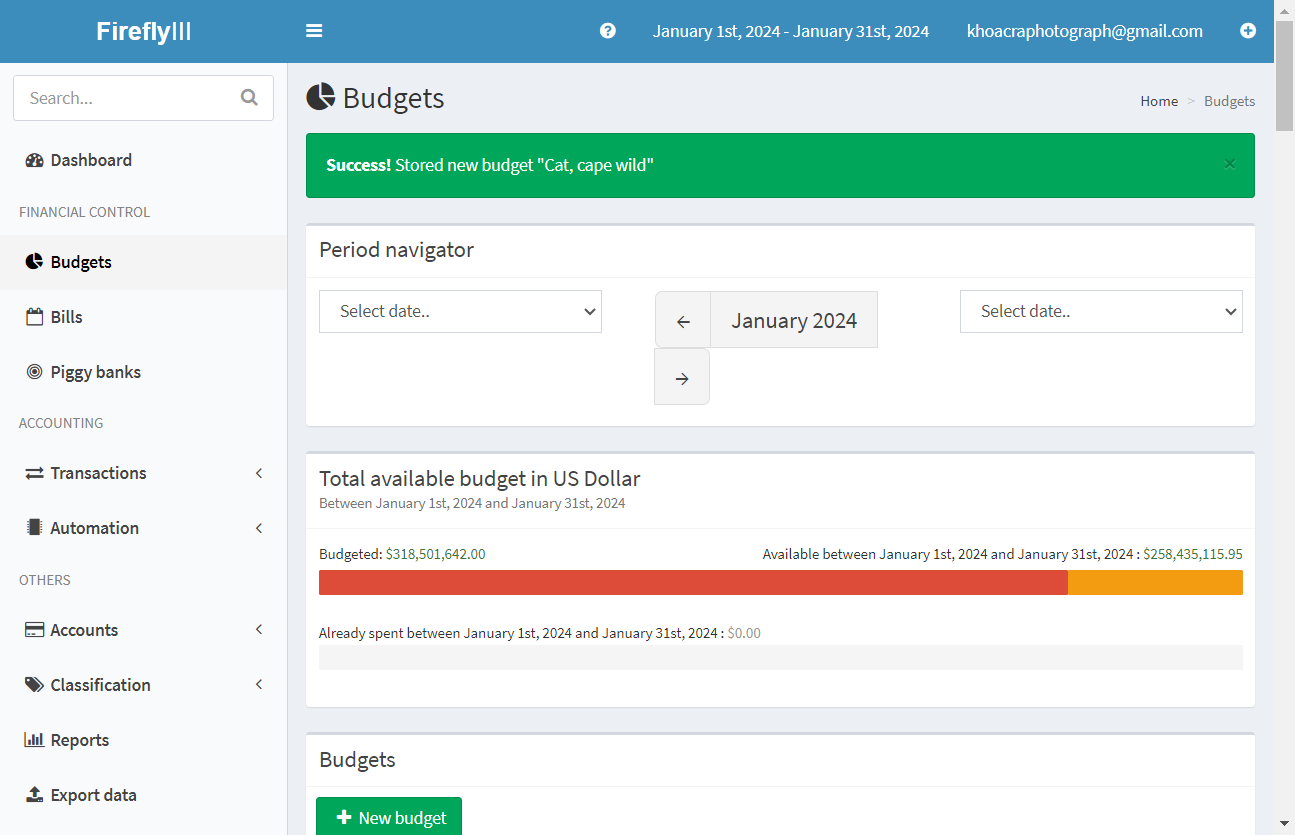 FireflyIII
January 1st, 2024 - January 31st, 2024
khoacraphotograph@gmail.com
Search...
Dashboard
FINANCIAL CONTROL
Budgets
Bills
Piggy banks
ACCOUNTING
Transactions
Automation
OTHERS
Accounts
Classification
Reports
Export data
Budgets
Home > Budgets
Success! Stored new budget "Cat, cape wild"
×
Period navigator
Select date..
← January 2024
→
Select date..
Total available budget in US Dollar
Between January 1st, 2024 and January 31st, 2024
Budgeted: $318,501,642.00
Available between January 1st, 2024 and January 31st, 2024 : $258,435,115.95
Already spent between January 1st, 2024 and January 31st, 2024 : $0.00
Budgets
New budget